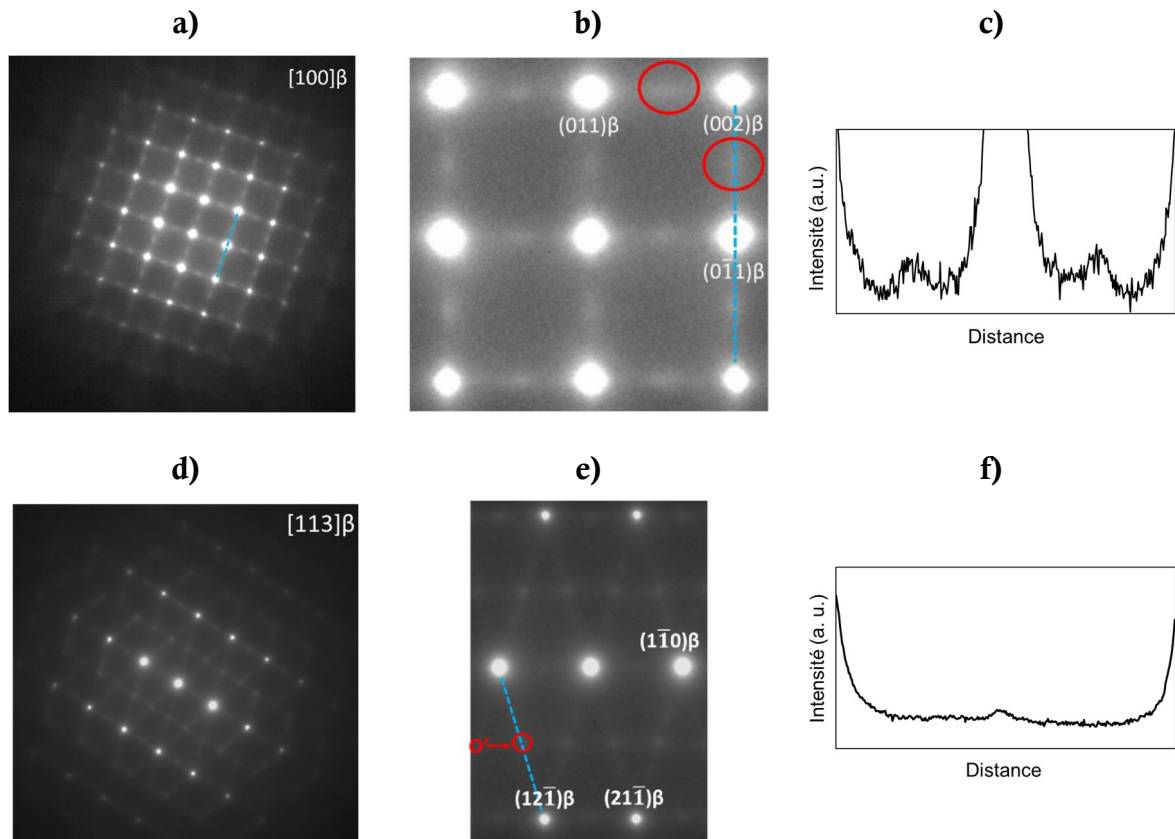 a)
b)
c)
[100]β
(011)β
(002)β
(01̅1)β
Intensité (a.u.)
Distance
d)
e)
f)
[113]β
(11̅0)β
O'
(121̅)β
(211̅)β
Intensité (a. u.)
Distance